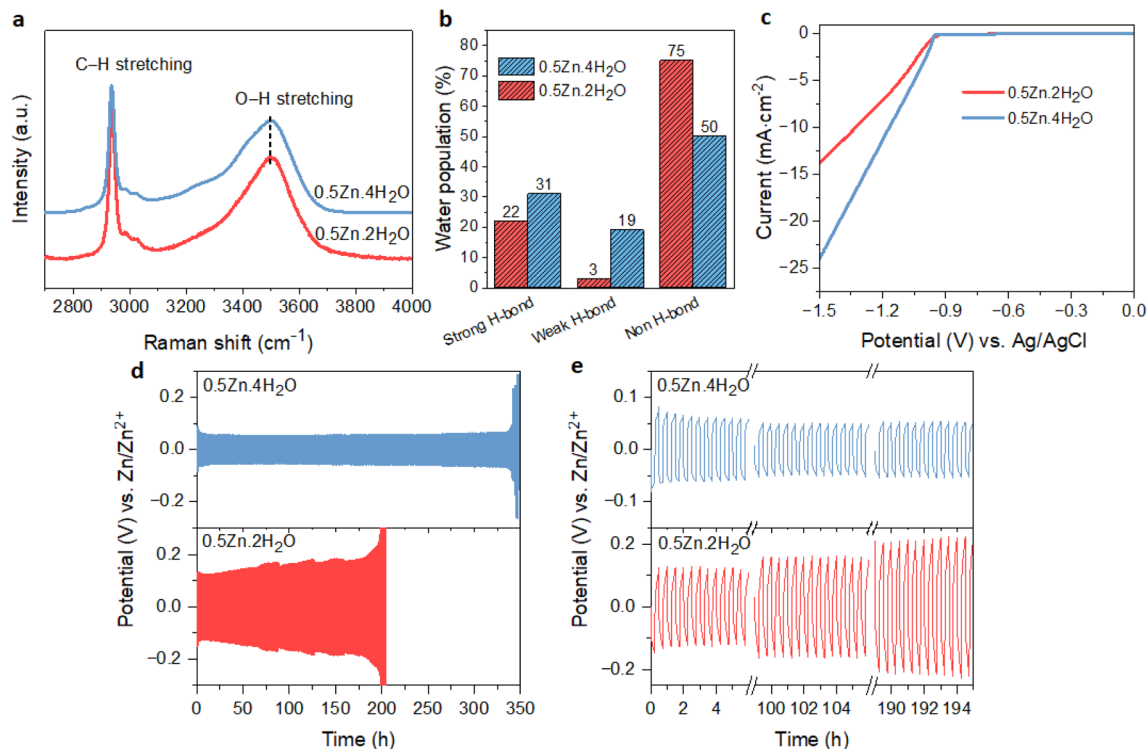 a
C–H stretching
O–H stretching
0.5Zn.4H₂O
0.5Zn.2H₂O
Intensity (a.u.)
2800 3000 3200 3400 3600 3800 4000
Raman shift (cm⁻¹)
b
80
70
60
50
40
30
20
10
0
Water population (%)
0.5Zn.4H₂O
0.5Zn.2H₂O
22
31
3
19
75
50
Strong H-bond
Weak H-bond
Non H-bond
c
0
−5
−10
−15
−20
−25
Current (mA·cm⁻²)
0.5Zn.2H₂O
0.5Zn.4H₂O
−1.5 −1.2 −0.9 −0.6 −0.3 0.0
Potential (V) vs. Ag/AgCl
d
0.5Zn.4H₂O
0.2
0.0
−0.2
0.5Zn.2H₂O
0.2
0.0
−0.2
Potential (V) vs. Zn/Zn²⁺
0 50 100 150 200 250 300 350
Time (h)
e
0.5Zn.4H₂O
0.1
0.0
−0.1
0.5Zn.2H₂O
0.2
0.0
−0.2
Potential (V) vs. Zn/Zn²⁺
0 2 4 100 102 104 190 192 194
Time (h)